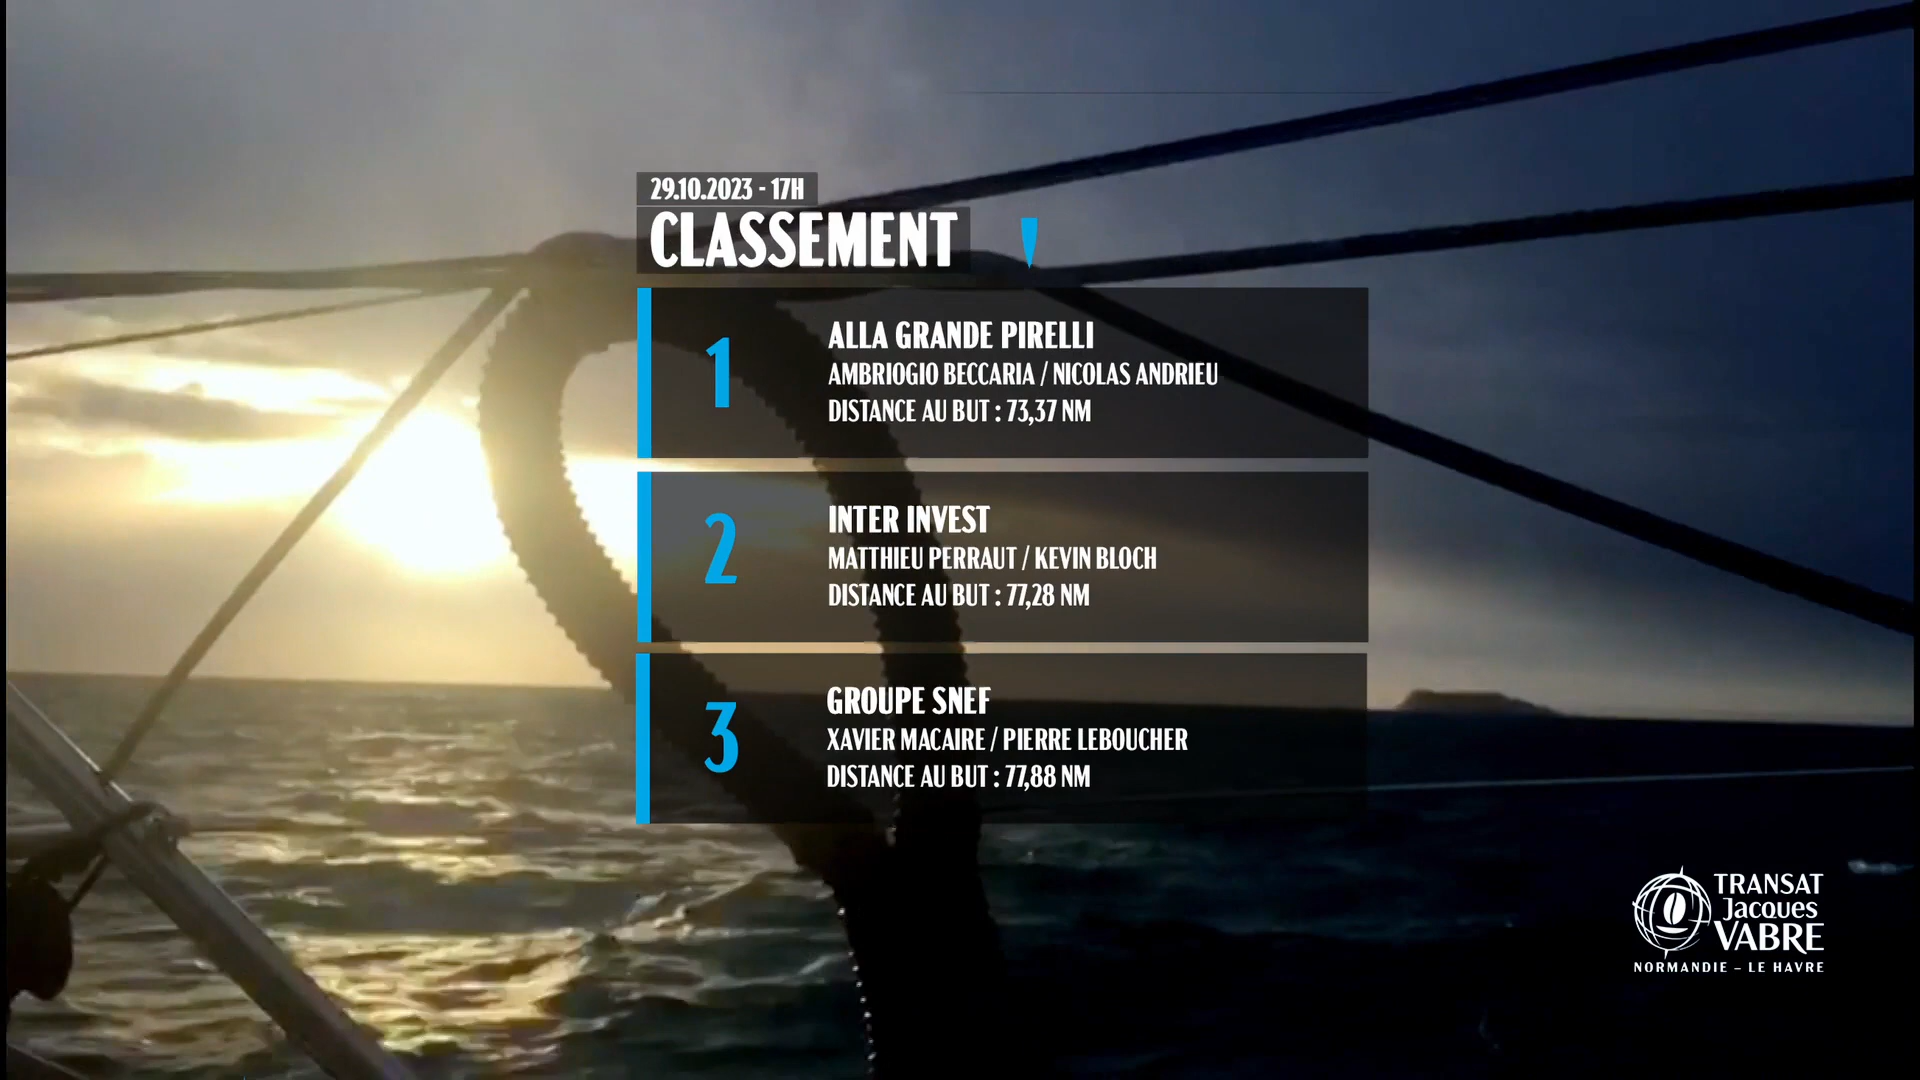 29.10.2023 - 17H
CLASSEMENT
1
ALLA GRANDE PIRELLI
AMBRIOGIO BECCARIA / NICOLAS ANDRIEU
DISTANCE AU BUT : 73,37 NM
2
INTER INVEST
MATTHIEU PERRAUT / KEVIN BLOCH
DISTANCE AU BUT : 77,28 NM
3
GROUPE SNEF
XAVIER MACAIRE / PIERRE LEBOUCHER
DISTANCE AU BUT : 77,88 NM
TRANSAT
Jacques
VABRE
NORMANDIE – LE HAVRE